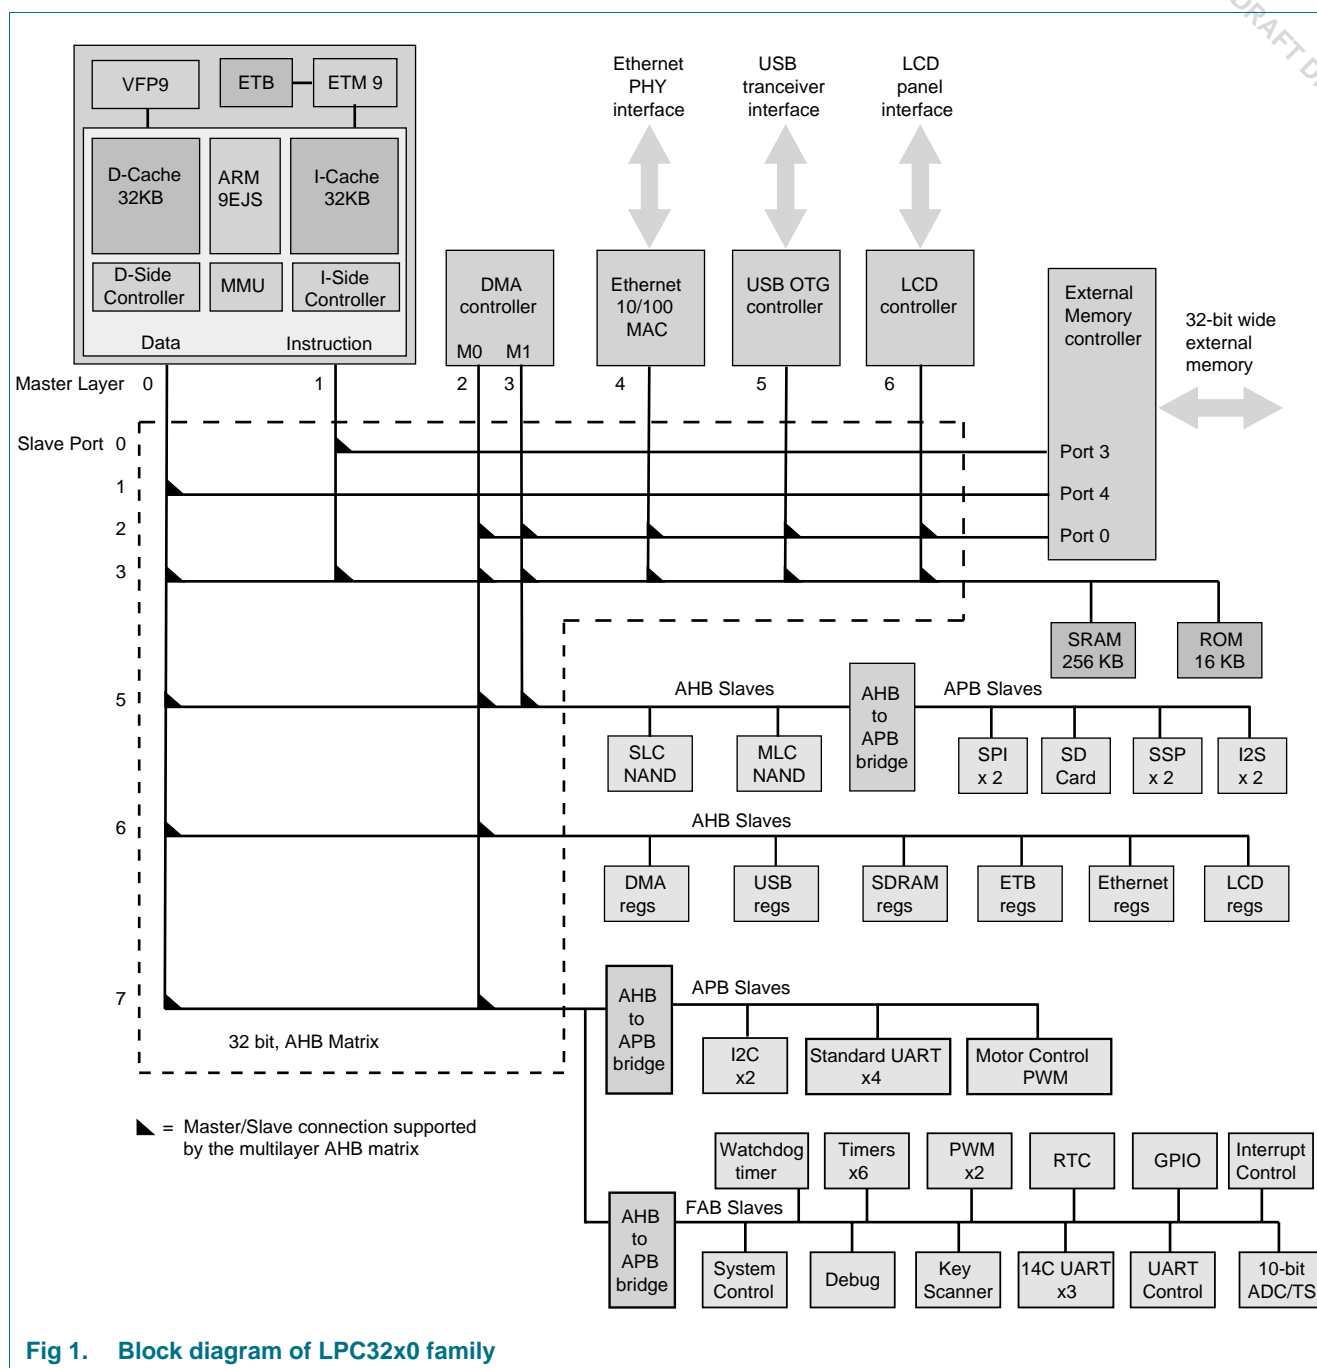 DRAFT
VFP9
ETB
ETM 9
D-Cache
32KB
ARM
9EJS
I-Cache
32KB
D-Side
Controller
MMU
I-Side
Controller
Data
Instruction
Ethernet
PHY
interface
USB
tranceiver
interface
LCD
panel
interface
DMA
controller
M0
M1
Ethernet
10/100
MAC
USB OTG
controller
LCD
controller
External
Memory
controller
32-bit wide
external
memory
Master Layer 0 1 2 3 4 5 6
Slave Port 0
Port 3
1
Port 4
2
Port 0
3
SRAM
256 KB
ROM
16 KB
5
AHB Slaves
AHB
to
APB
bridge
APB Slaves
SLC
NAND
MLC
NAND
SPI
x 2
SD
Card
SSP
x 2
I2S
x 2
6
AHB Slaves
DMA
regs
USB
regs
SDRAM
regs
ETB
regs
Ethernet
regs
LCD
regs
7
AHB
to
APB
bridge
APB Slaves
I2C
x2
Standard UART
x4
Motor Control
PWM
32 bit, AHB Matrix
= Master/Slave connection supported
by the multilayer AHB matrix
Watchdog
timer
Timers
x6
PWM
x2
RTC
GPIO
Interrupt
Control
AHB
to
APB
bridge
FAB Slaves
System
Control
Debug
Key
Scanner
14C UART
x3
UART
Control
10-bit
ADC/TS
Fig 1. Block diagram of LPC32x0 family